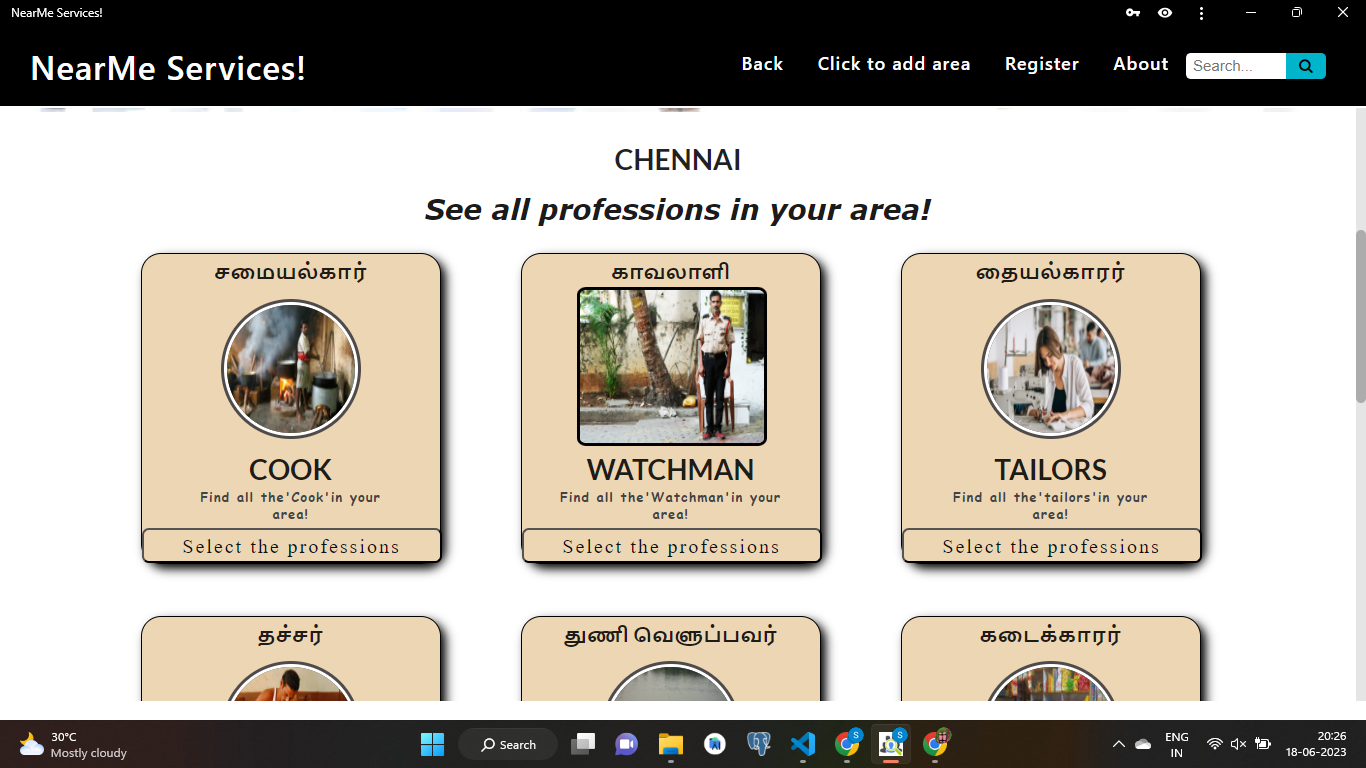 NearMe Services!
NearMe Services!
Back Click to add area Register About Search...
CHENNAI
See all professions in your area!
சமையல்கார்
COOK
Find all the'Cook'in your
area!
Select the professions
காவலாளி
WATCHMAN
Find all the'Watchman'in your
area!
Select the professions
தையல்காரர்
TAILORS
Find all the'tailors'in your
area!
Select the professions
தச்சர்
துணி வெளுப்பவர்
கடைக்காரர்
30°C
Mostly cloudy
Search
S
S
ENG
IN
20:26
18-06-2023